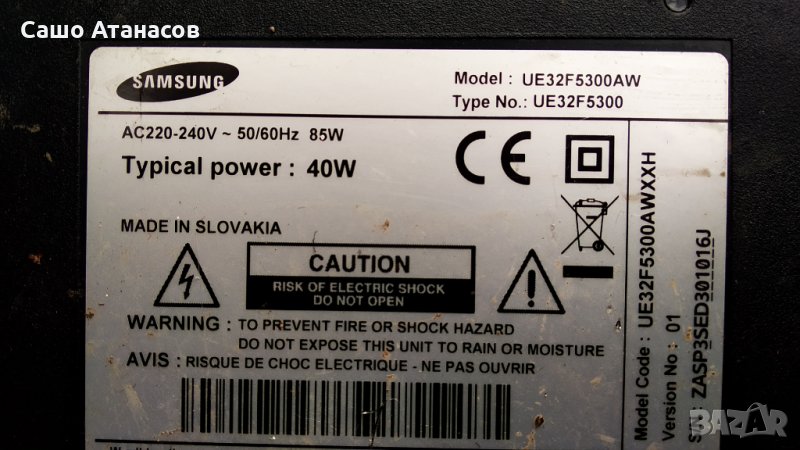 Сашо Атанасов
SAMSUNG
Model : UE32F5300AW
Type No.: UE32F5300
AC220-240V ~ 50/60Hz 85W
Typical power : 40W
CE
MADE IN SLOVAKIA
CAUTION
RISK OF ELECTRIC SHOCK
DO NOT OPEN
WARNING : TO PREVENT FIRE OR SHOCK HAZARD
DO NOT EXPOSE THIS UNIT TO RAIN OR MOISTURE
AVIS : RISQUE DE CHOC ELECTRIQUE - NE PAS OUVRIR
Model Code : UE32F5300AWXXH
Version No : 01
ZASP3SED301016J
BAZAR